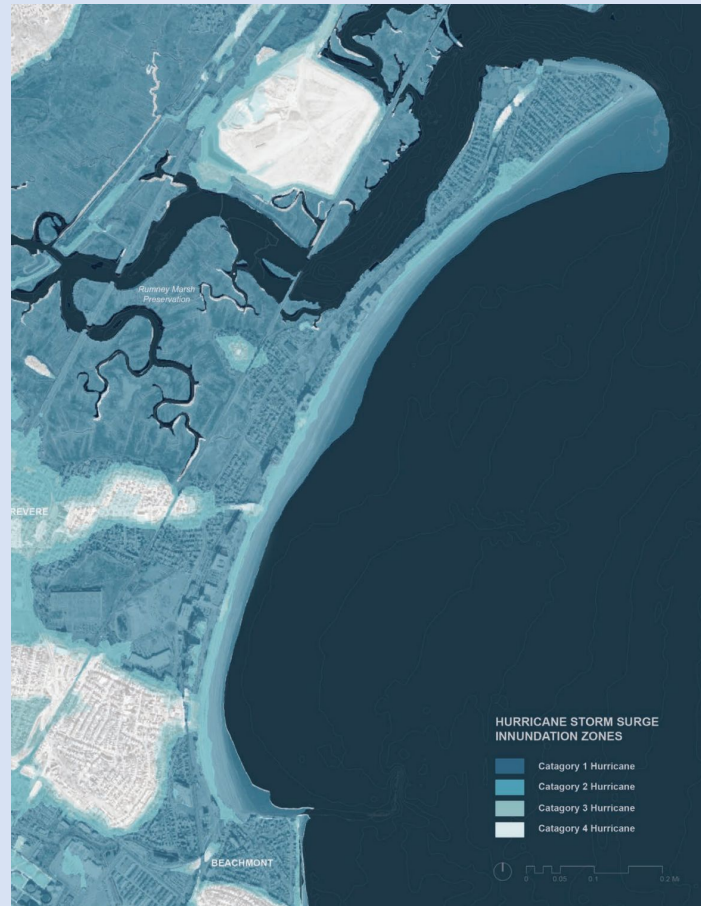 Rumney Marsh
Preservation
REVERE
BEACHMONT
HURRICANE STORM SURGE
INNUNDATION ZONES
Catagory 1 Hurricane
Catagory 2 Hurricane
Catagory 3 Hurricane
Catagory 4 Hurricane
0 0.05 0.1 0.2 Mi